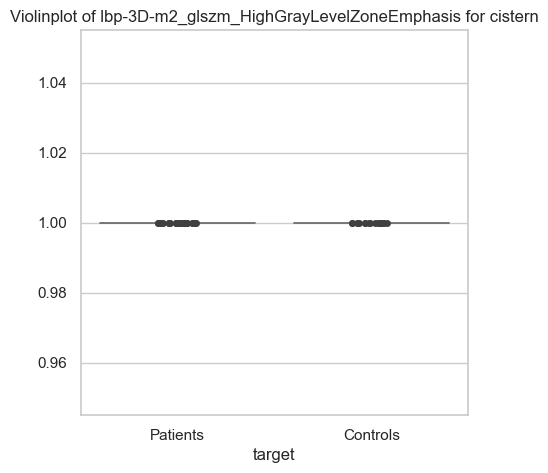 Violinplot of lbp-3D-m2_glszm_HighGrayLevelZoneEmphasis for cistern
1.04
1.02
1.00
0.98
0.96
Patients
Controls
target